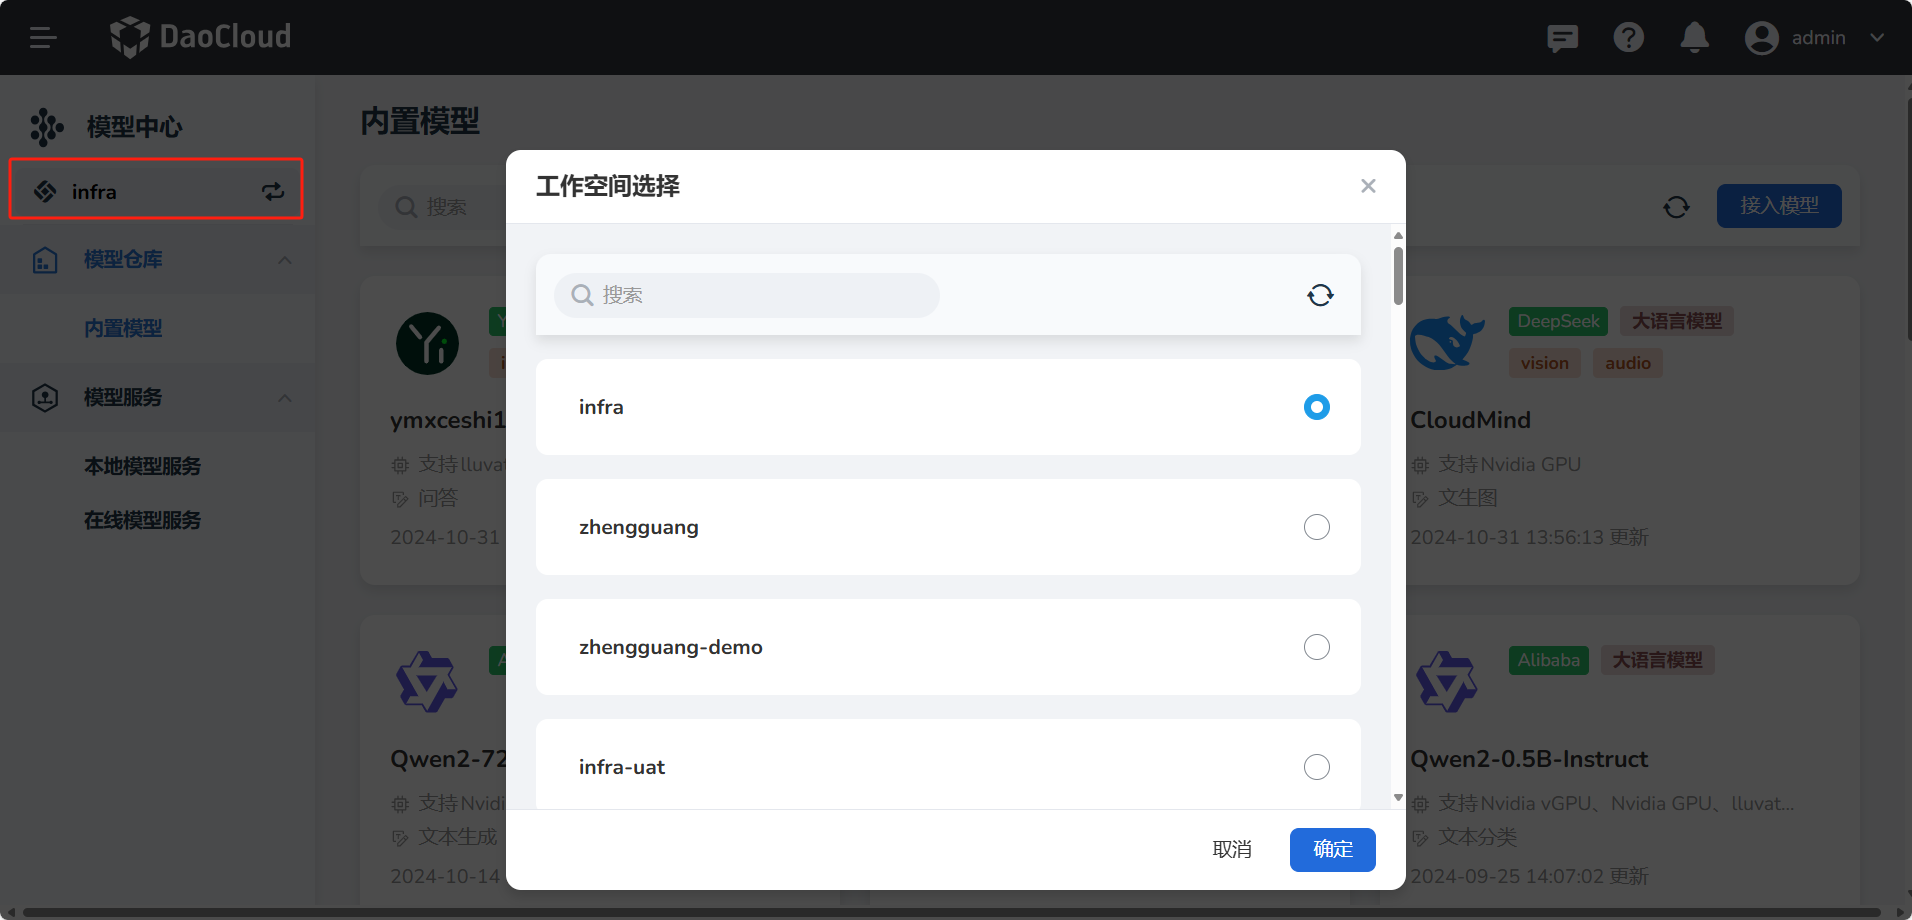 DaoCloud
admin
模型中心
infra
模型仓库
内置模型
模型服务
本地模型服务
在线模型服务
内置模型
搜索
接入模型
工作空间选择
搜索
infra
zhengguang
zhengguang-demo
infra-uat
取消
确定
Yi
ymxceshi1
支持lluvat
问答
2024-10-31
DeepSeek
大语言模型
vision
audio
CloudMind
支持Nvidia GPU
文生图
2024-10-31 13:56:13 更新
Qwen2-72
支持Nvidi
文本生成
2024-10-14
Alibaba
大语言模型
Qwen2-0.5B-Instruct
支持Nvidia vGPU、Nvidia GPU、lluvat...
文本分类
2024-09-25 14:07:02 更新